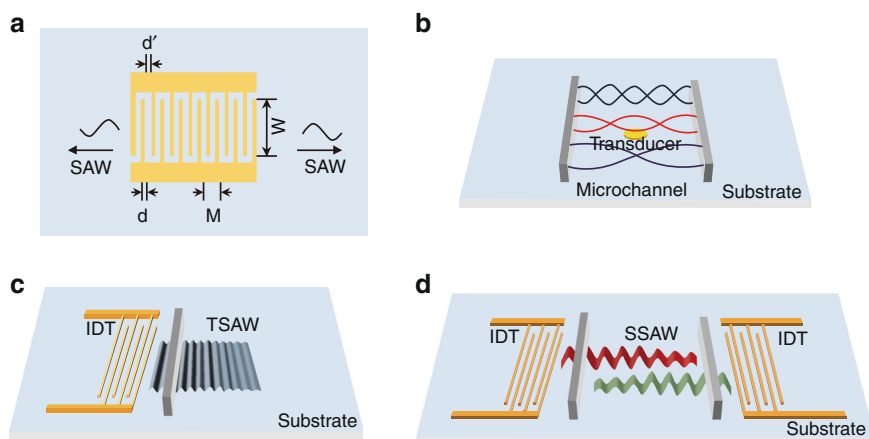 a
d′
W
SAW
SAW
d
M
b
Transducer
Microchannel
Substrate
c
IDT
TSAW
Substrate
d
IDT
SSAW
IDT
Substrate